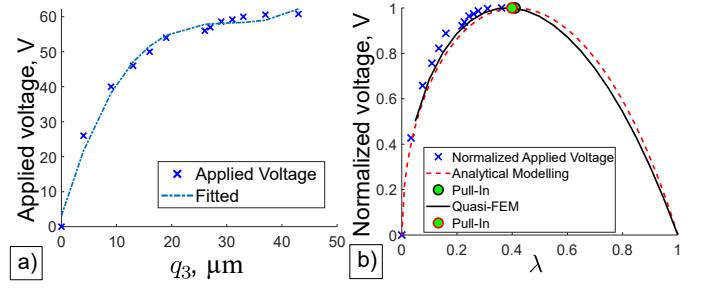 Applied voltage, V
60
50
40
30
20
10
0
Applied Voltage
Fitted
0 10 20 30 40 50
q3, μm
a)
Normalized voltage, V
1
0.8
0.6
0.4
0.2
0
Normalized Applied Voltage
Analytical Modelling
Pull-In
Quasi-FEM
Pull-In
0 0.2 0.4 0.6 0.8 1
λ
b)